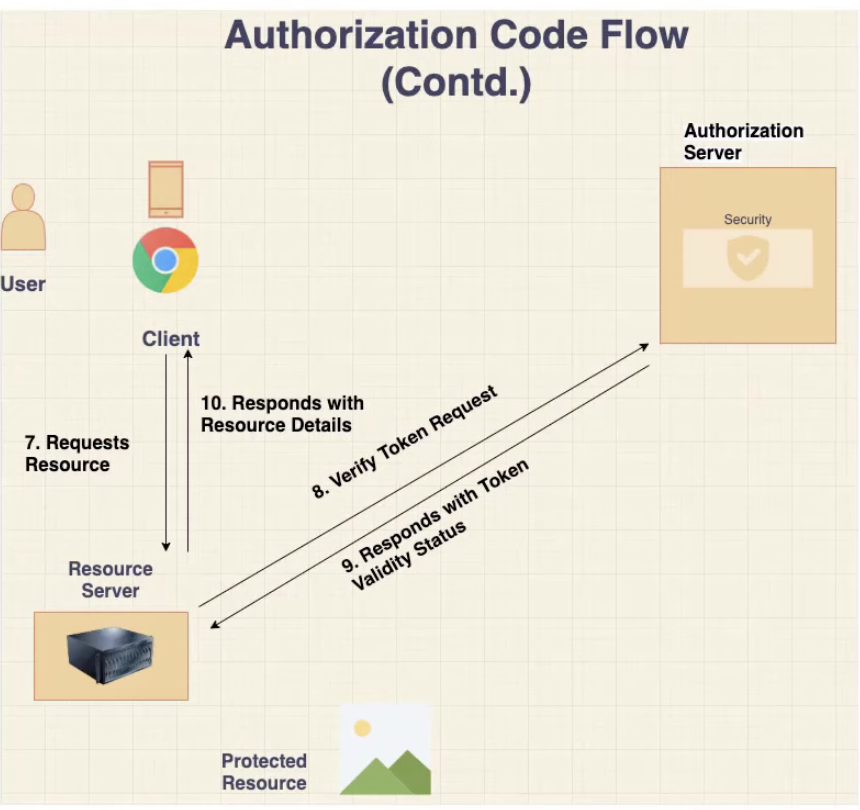 Authorization Code Flow
(Contd.)
Authorization
Server
Security
User
Client
10. Responds with
Resource Details
7. Requests
Resource
8. Verify Token Request
9. Responds with Token
Validity Status
Resource
Server
Protected
Resource